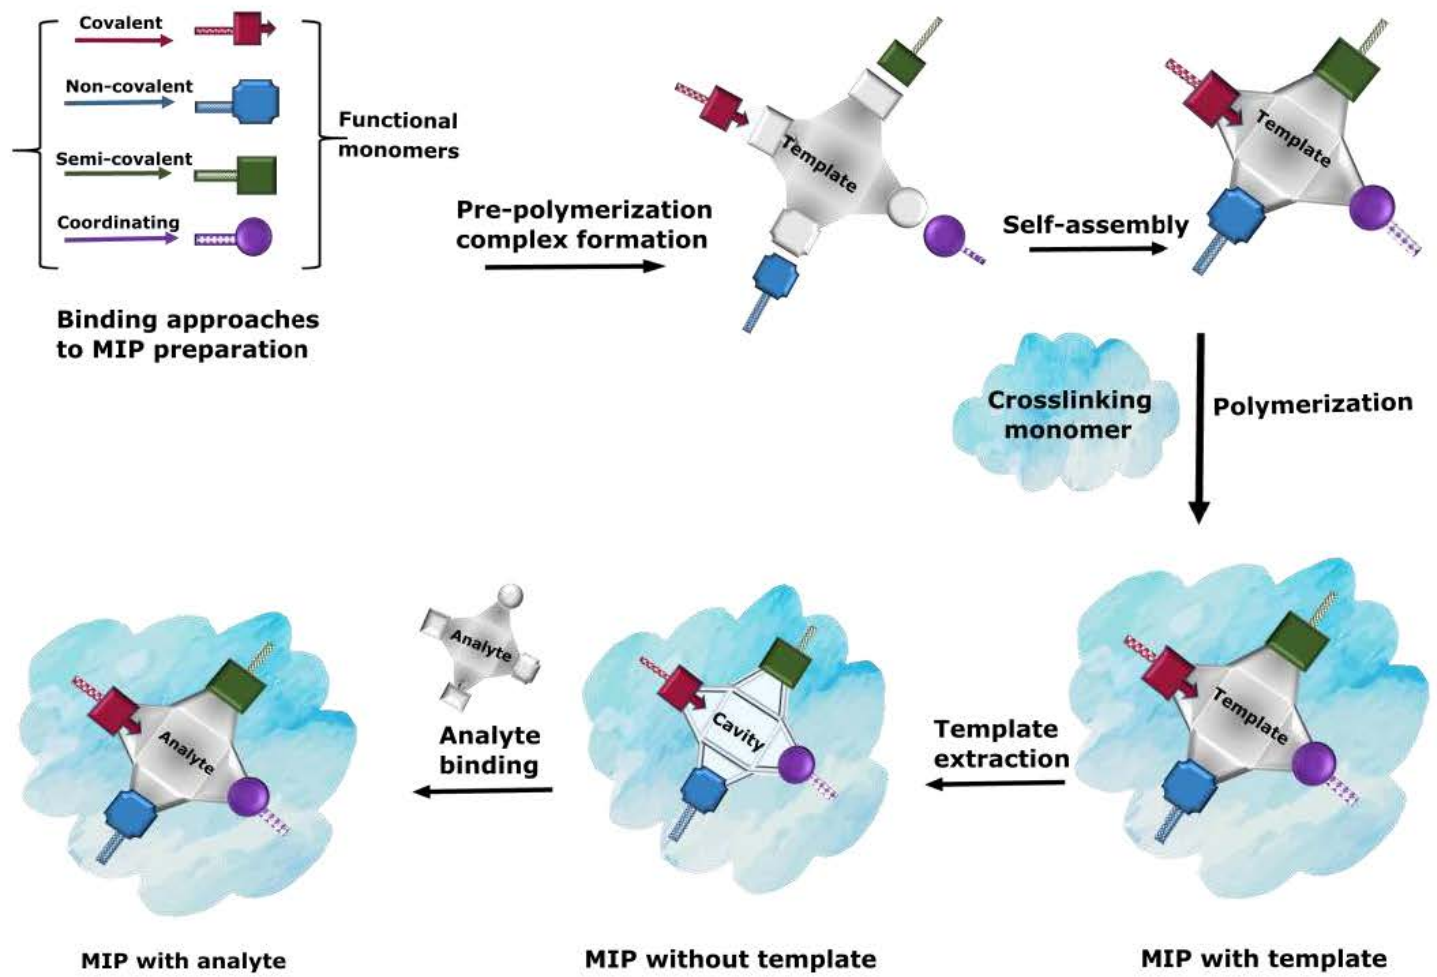 Covalent
Non-covalent
Semi-covalent
Coordinating
Functional
monomers
Binding approaches
to MIP preparation
Pre-polymerization
complex formation
Template
Self-assembly
Template
Crosslinking
monomer
Polymerization
Template
MIP with template
Template
extraction
Cavity
MIP without template
Analyte
Analyte
binding
Analyte
MIP with analyte